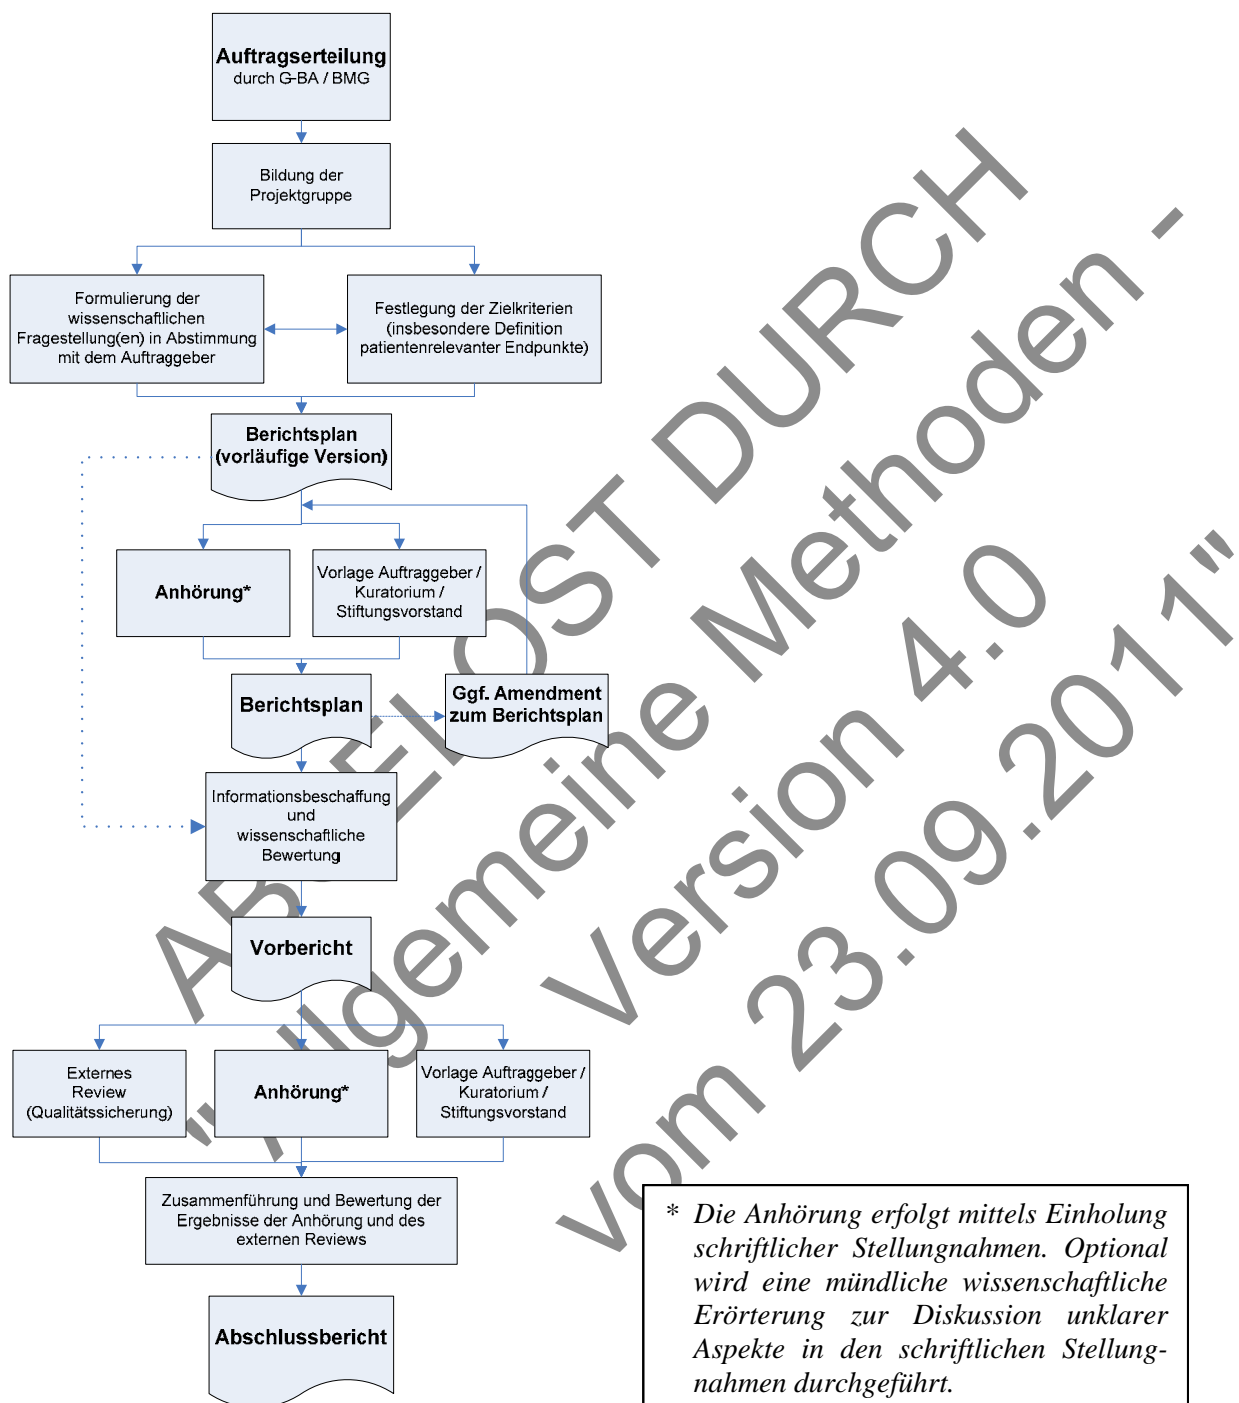 Auftragserteilung
durch G-BA / BMG
Bildung der
Projektgruppe
Formulierung der
wissenschaftlichen
Fragestellung(en) in Abstimmung
mit dem Auftraggeber
Festlegung der Zielkriterien
(insbesondere Definition
patientenrelevanter Endpunkte)
Berichtsplan
(vorläufige Version)
Anhörung*
Vorlage Auftraggeber /
Kuratorium /
Stiftungsvorstand
Berichtsplan
Ggf. Amendment
zum Berichtsplan
Informationsbeschaffung
und
wissenschaftliche
Bewertung
Vorbericht
Externes
Review
(Qualitätssicherung)
Anhörung*
Vorlage Auftraggeber /
Kuratorium /
Stiftungsvorstand
Zusammenführung und Bewertung der
Ergebnisse der Anhörung und des
externen Reviews
Abschlussbericht
* Die Anhörung erfolgt mittels Einholung
schriftlicher Stellungnahmen. Optional
wird eine mündliche wissenschaftliche
Erörterung zur Diskussion unklarer
Aspekte in den schriftlichen Stellung-
nahmen durchgeführt.
DURCH
"Allgemeine Methoden -
Version 4.0
vom 23.09.2011"